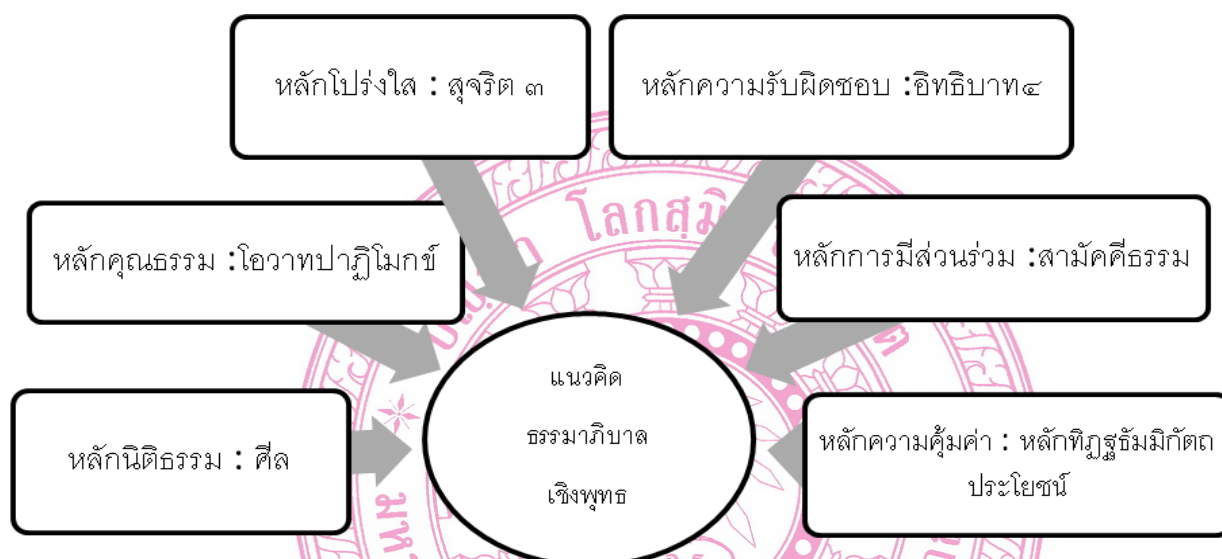 หลักโปร่งใส : สุจริต ๓
หลักความรับผิดชอบ :อิทธิบาท๔
หลักคุณธรรม :โอวาทปาฏิโมกข์
หลักการมีส่วนร่วม :สามัคคีธรรม
หลักนิติธรรม : ศีล
แนวคิด
ธรรมาภิบาล
เชิงพุทธ
หลักความคุ้มค่า : หลักทิฏฐธัมมิกัตถ
ประโยชน์
โลกสฺมิ